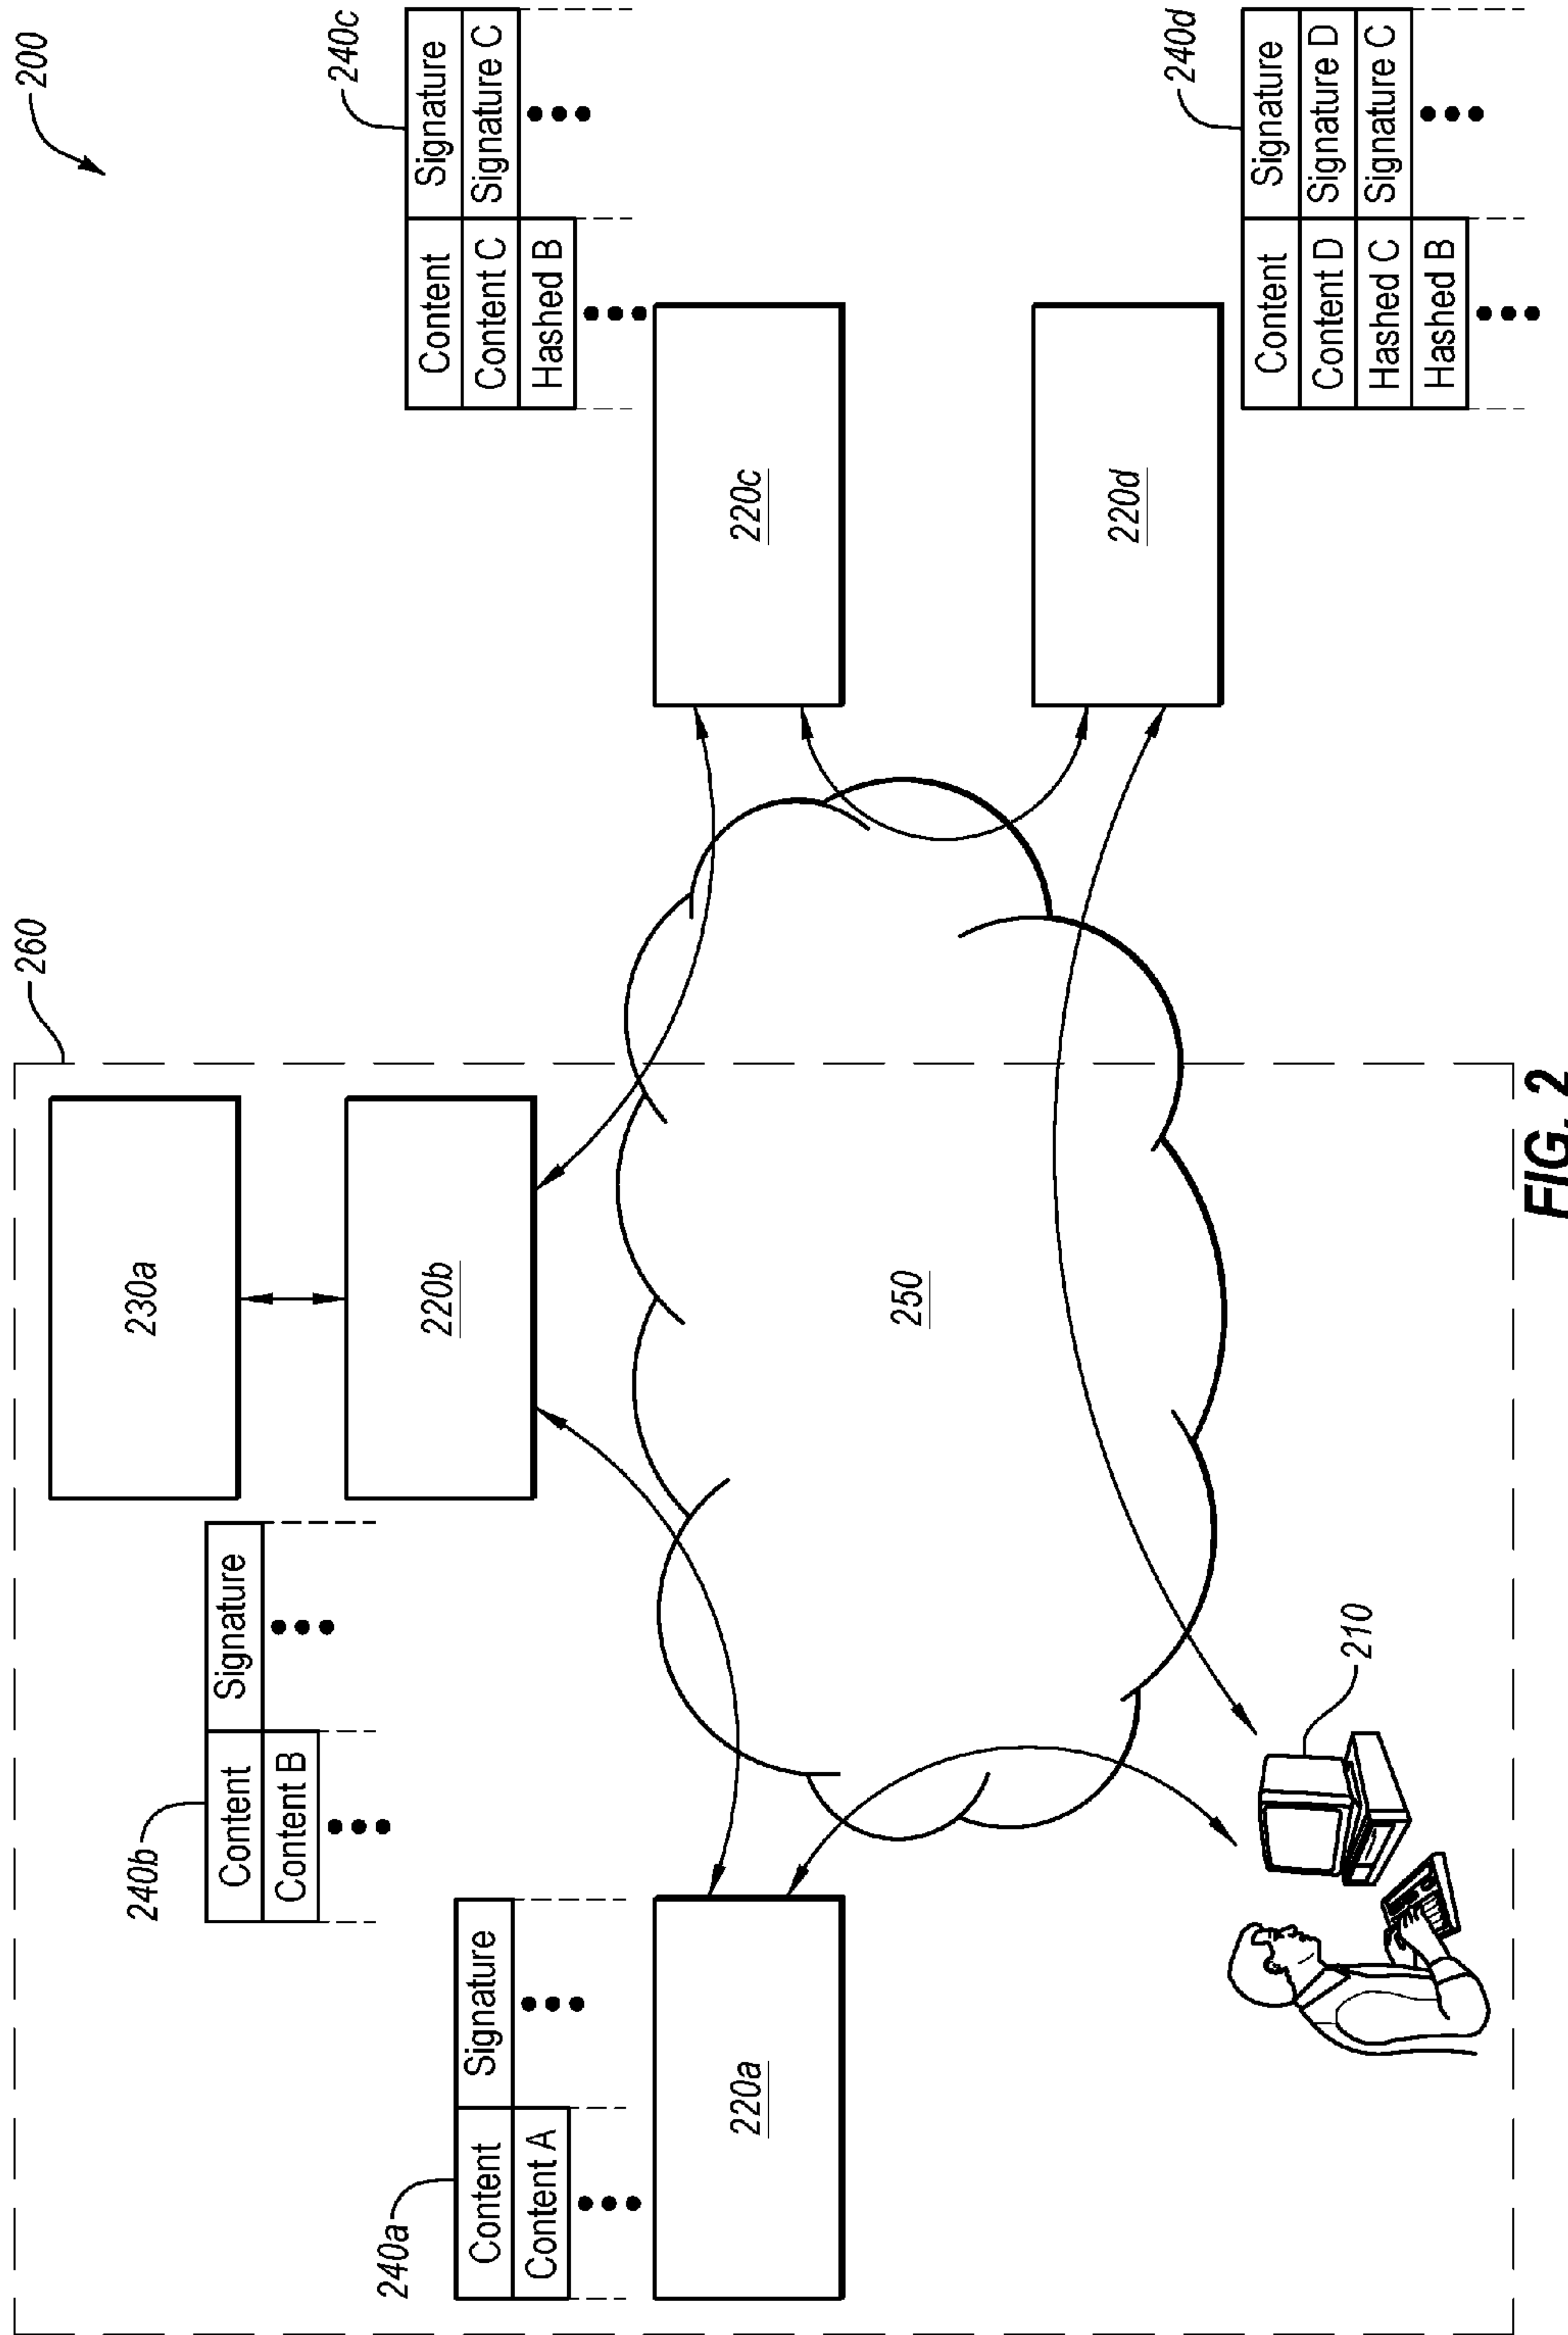 200
260
230a
240b
Content Signature
Content B
220b
240a
Content Signature
Content A
220a
240c
Content Signature
Content C Signature C
Hashed B
220c
250
220d
240d
Content Signature
Content D Signature D
Hashed C Signature C
Hashed B
210
FIG. 2